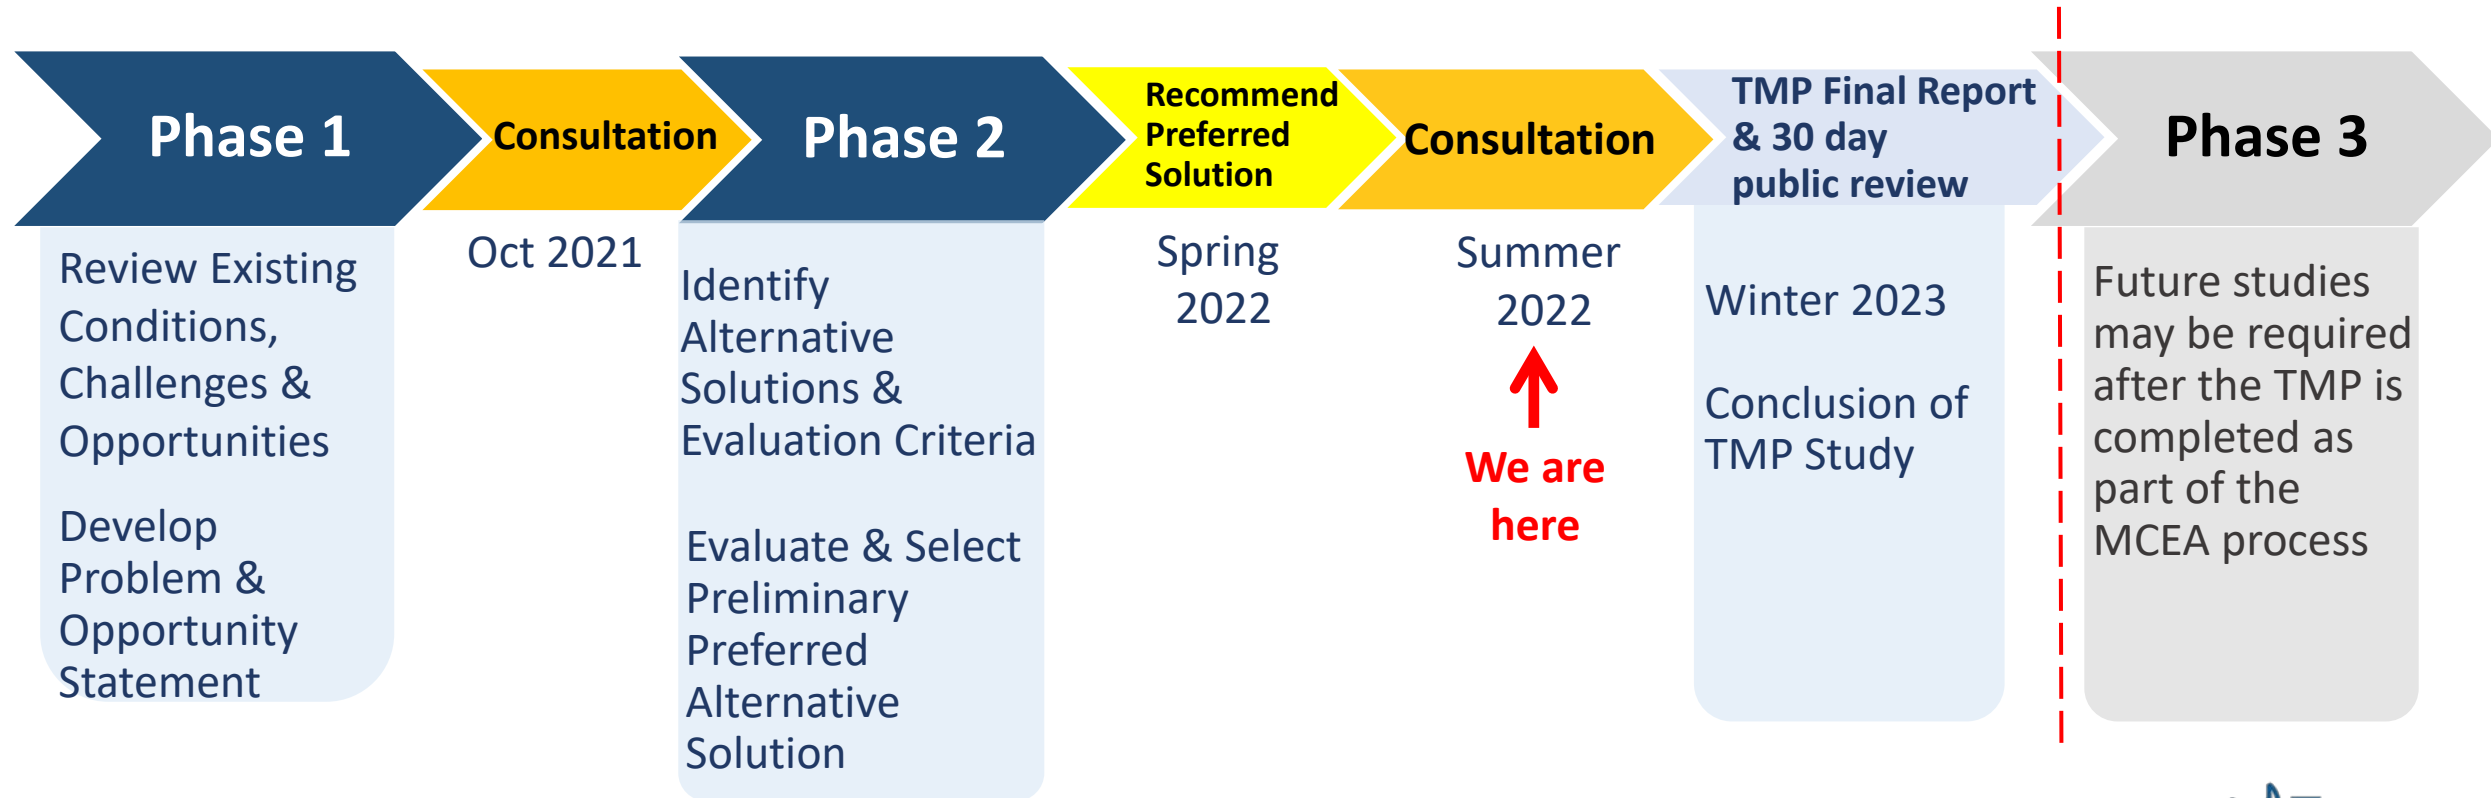 Phase 1
Review Existing
Conditions,
Challenges &
Opportunities
Develop
Problem &
Opportunity
Statement
Consultation
Oct 2021
Phase 2
Identify
Alternative
Solutions &
Evaluation Criteria
Evaluate & Select
Preliminary
Preferred
Alternative
Solution
Recommend
Preferred
Solution
Spring
2022
Consultation
Summer
2022
We are
here
TMP Final Report
& 30 day
public review
Winter 2023
Conclusion of
TMP Study
Phase 3
Future studies
may be required
after the TMP is
completed as
part of the
MCEA process